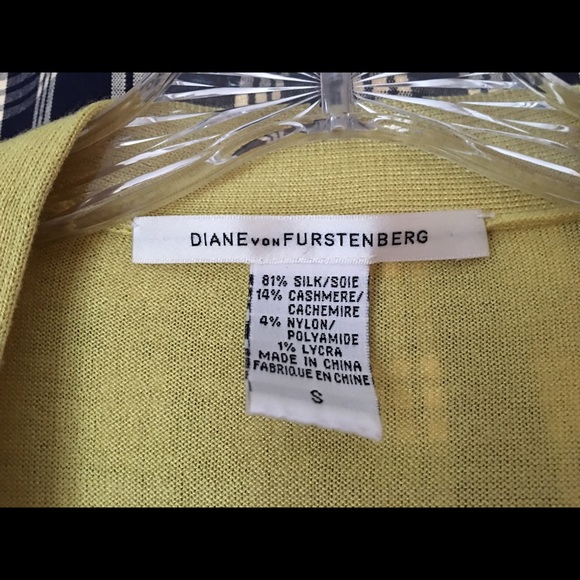 DIANE VON FURSTENBERG
81% SILK/SOIE
14% CASHMERE/
CACHEMIRE
4% NYLON/
POLYAMIDE
1% LYCRA
MADE IN CHINA
FABRIQUE EN CHINE
S